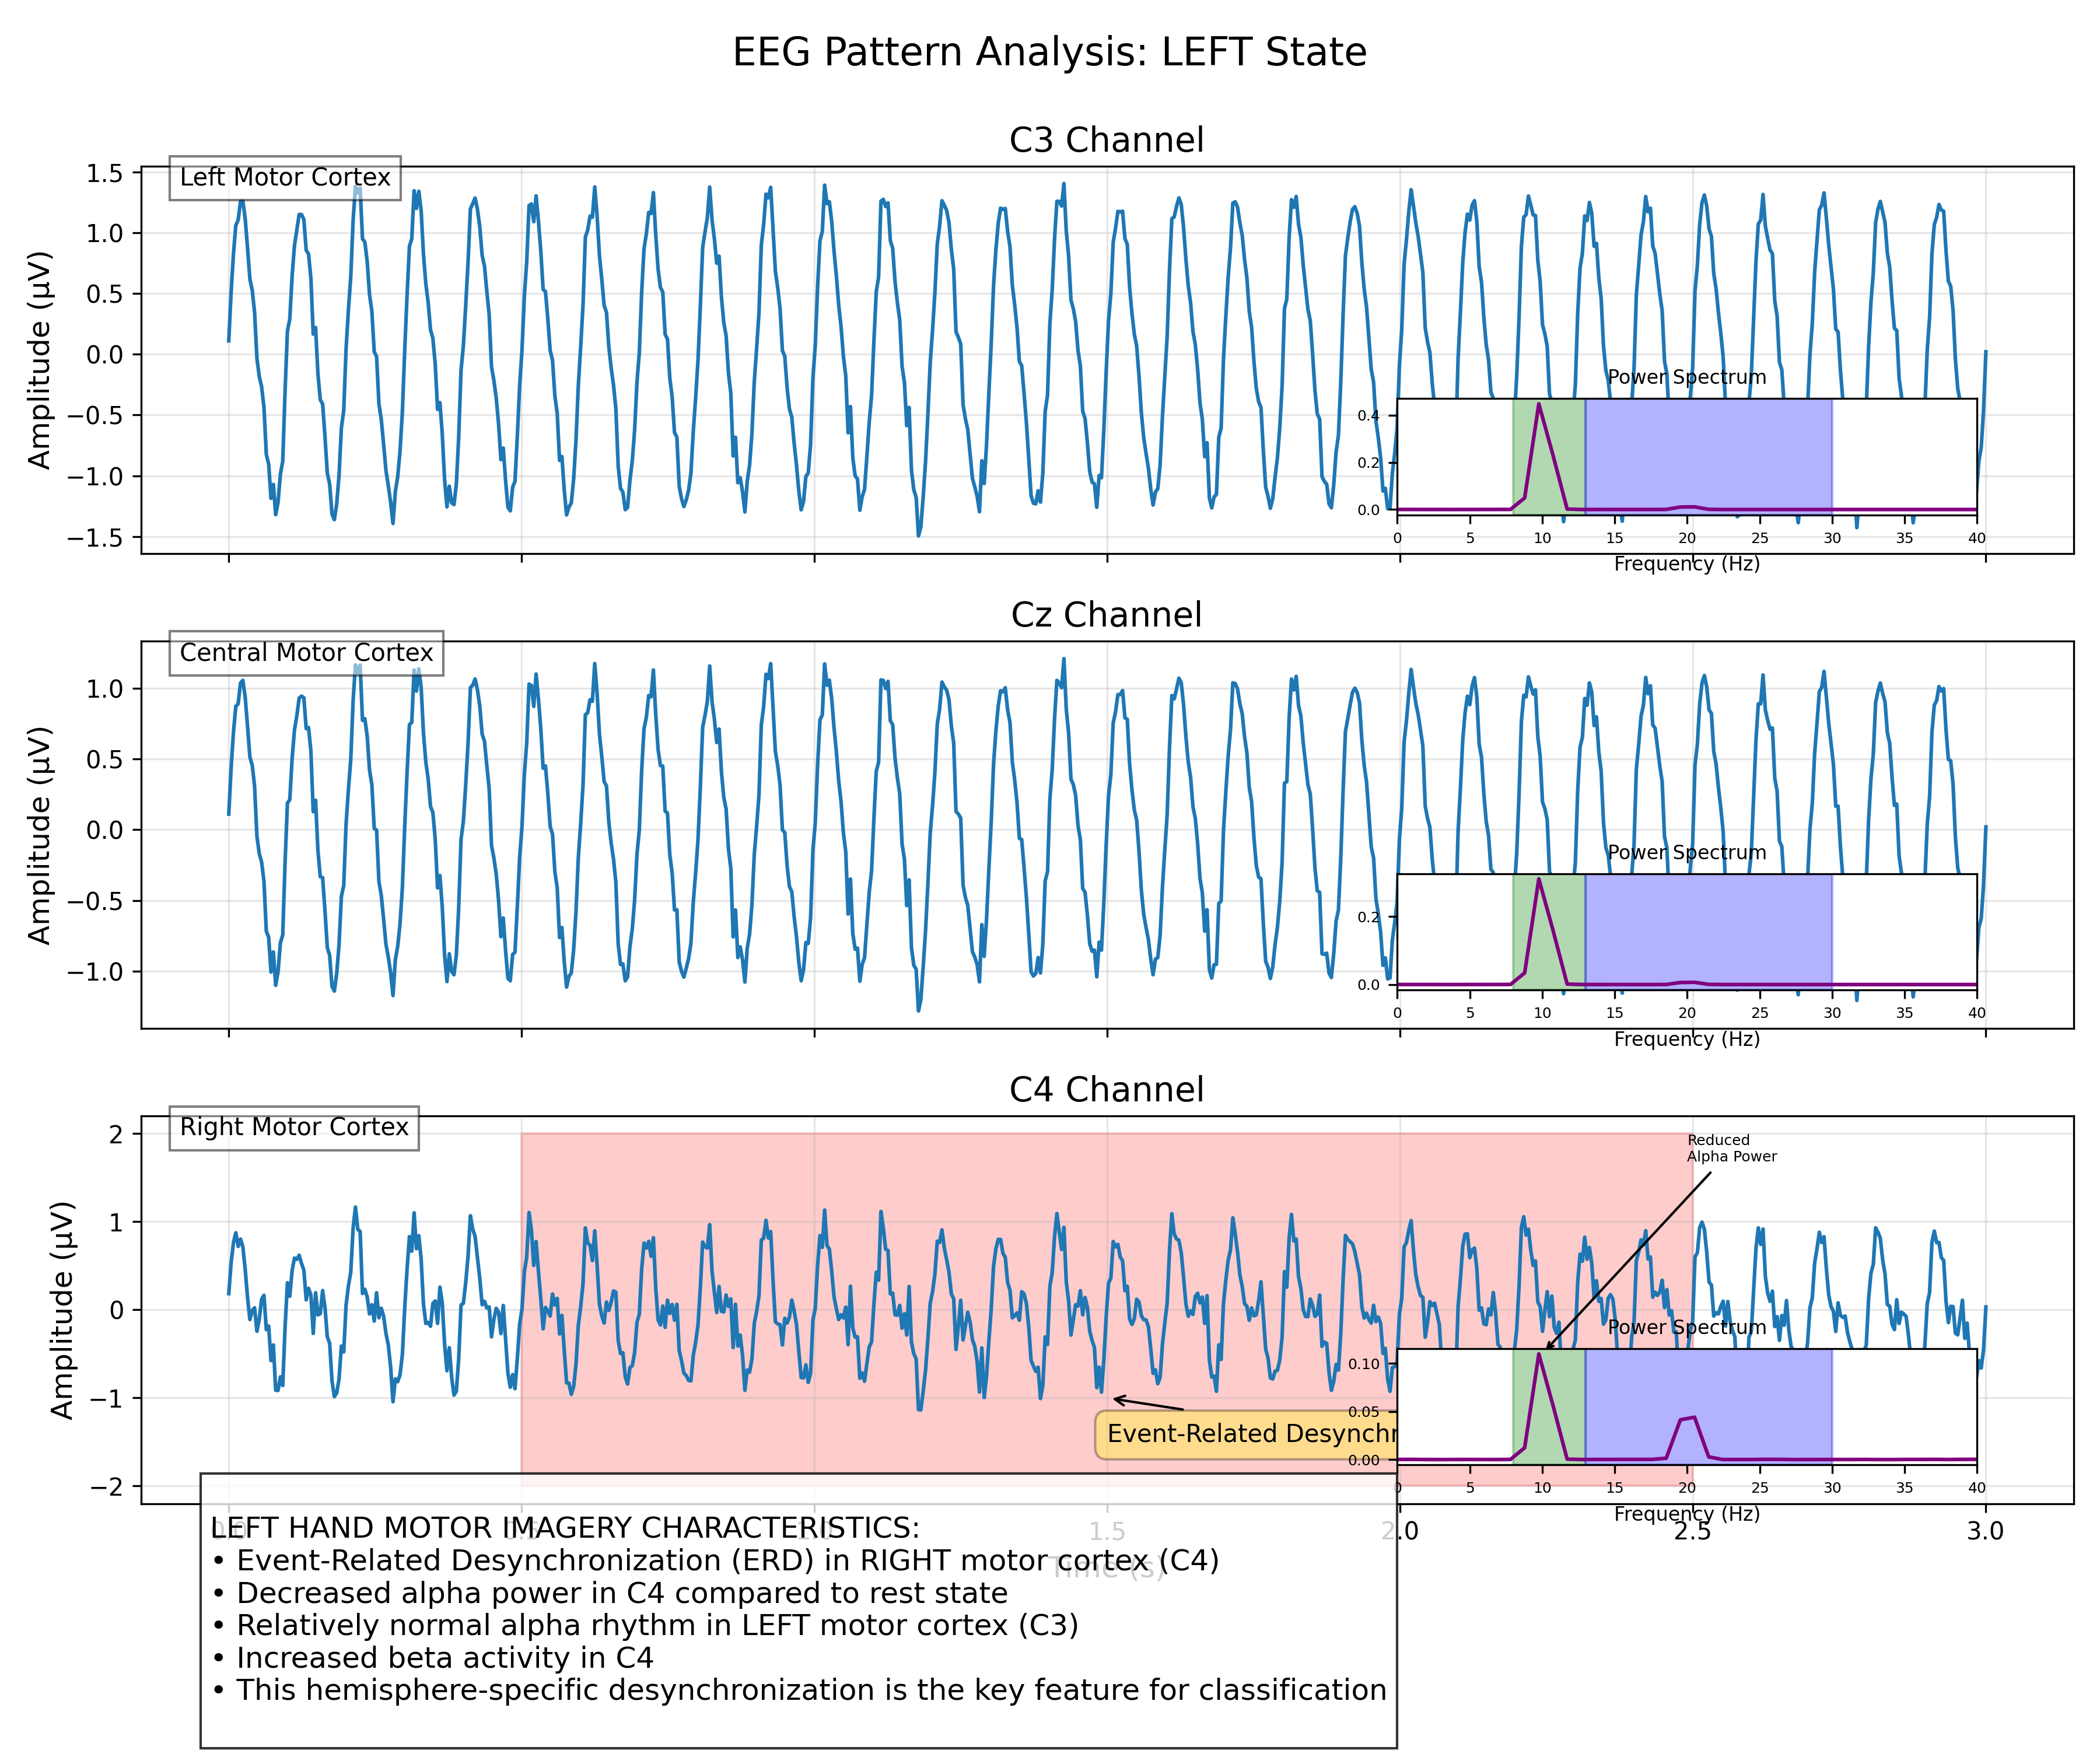 EEG Pattern Analysis: LEFT State
C3 Channel
Left Motor Cortex
Amplitude (µV)
1.5
1.0
0.5
0.0
−0.5
−1.0
−1.5
Power Spectrum
0.4
0.2
0.0
0 5 10 15 20 25 30 35 40
Frequency (Hz)
Cz Channel
Central Motor Cortex
Amplitude (µV)
1.0
0.5
0.0
−0.5
−1.0
Power Spectrum
0.2
0.0
0 5 10 15 20 25 30 35 40
Frequency (Hz)
C4 Channel
Right Motor Cortex
Amplitude (µV)
2
1
0
−1
−2
Reduced
Alpha Power
Event-Related Desynchr
Power Spectrum
0.10
0.05
0.00
0 5 10 15 20 25 30 35 40
Frequency (Hz)
1.5 2.0 2.5 3.0
Time (s)
LEFT HAND MOTOR IMAGERY CHARACTERISTICS:
• Event-Related Desynchronization (ERD) in RIGHT motor cortex (C4)
• Decreased alpha power in C4 compared to rest state
• Relatively normal alpha rhythm in LEFT motor cortex (C3)
• Increased beta activity in C4
• This hemisphere-specific desynchronization is the key feature for classification